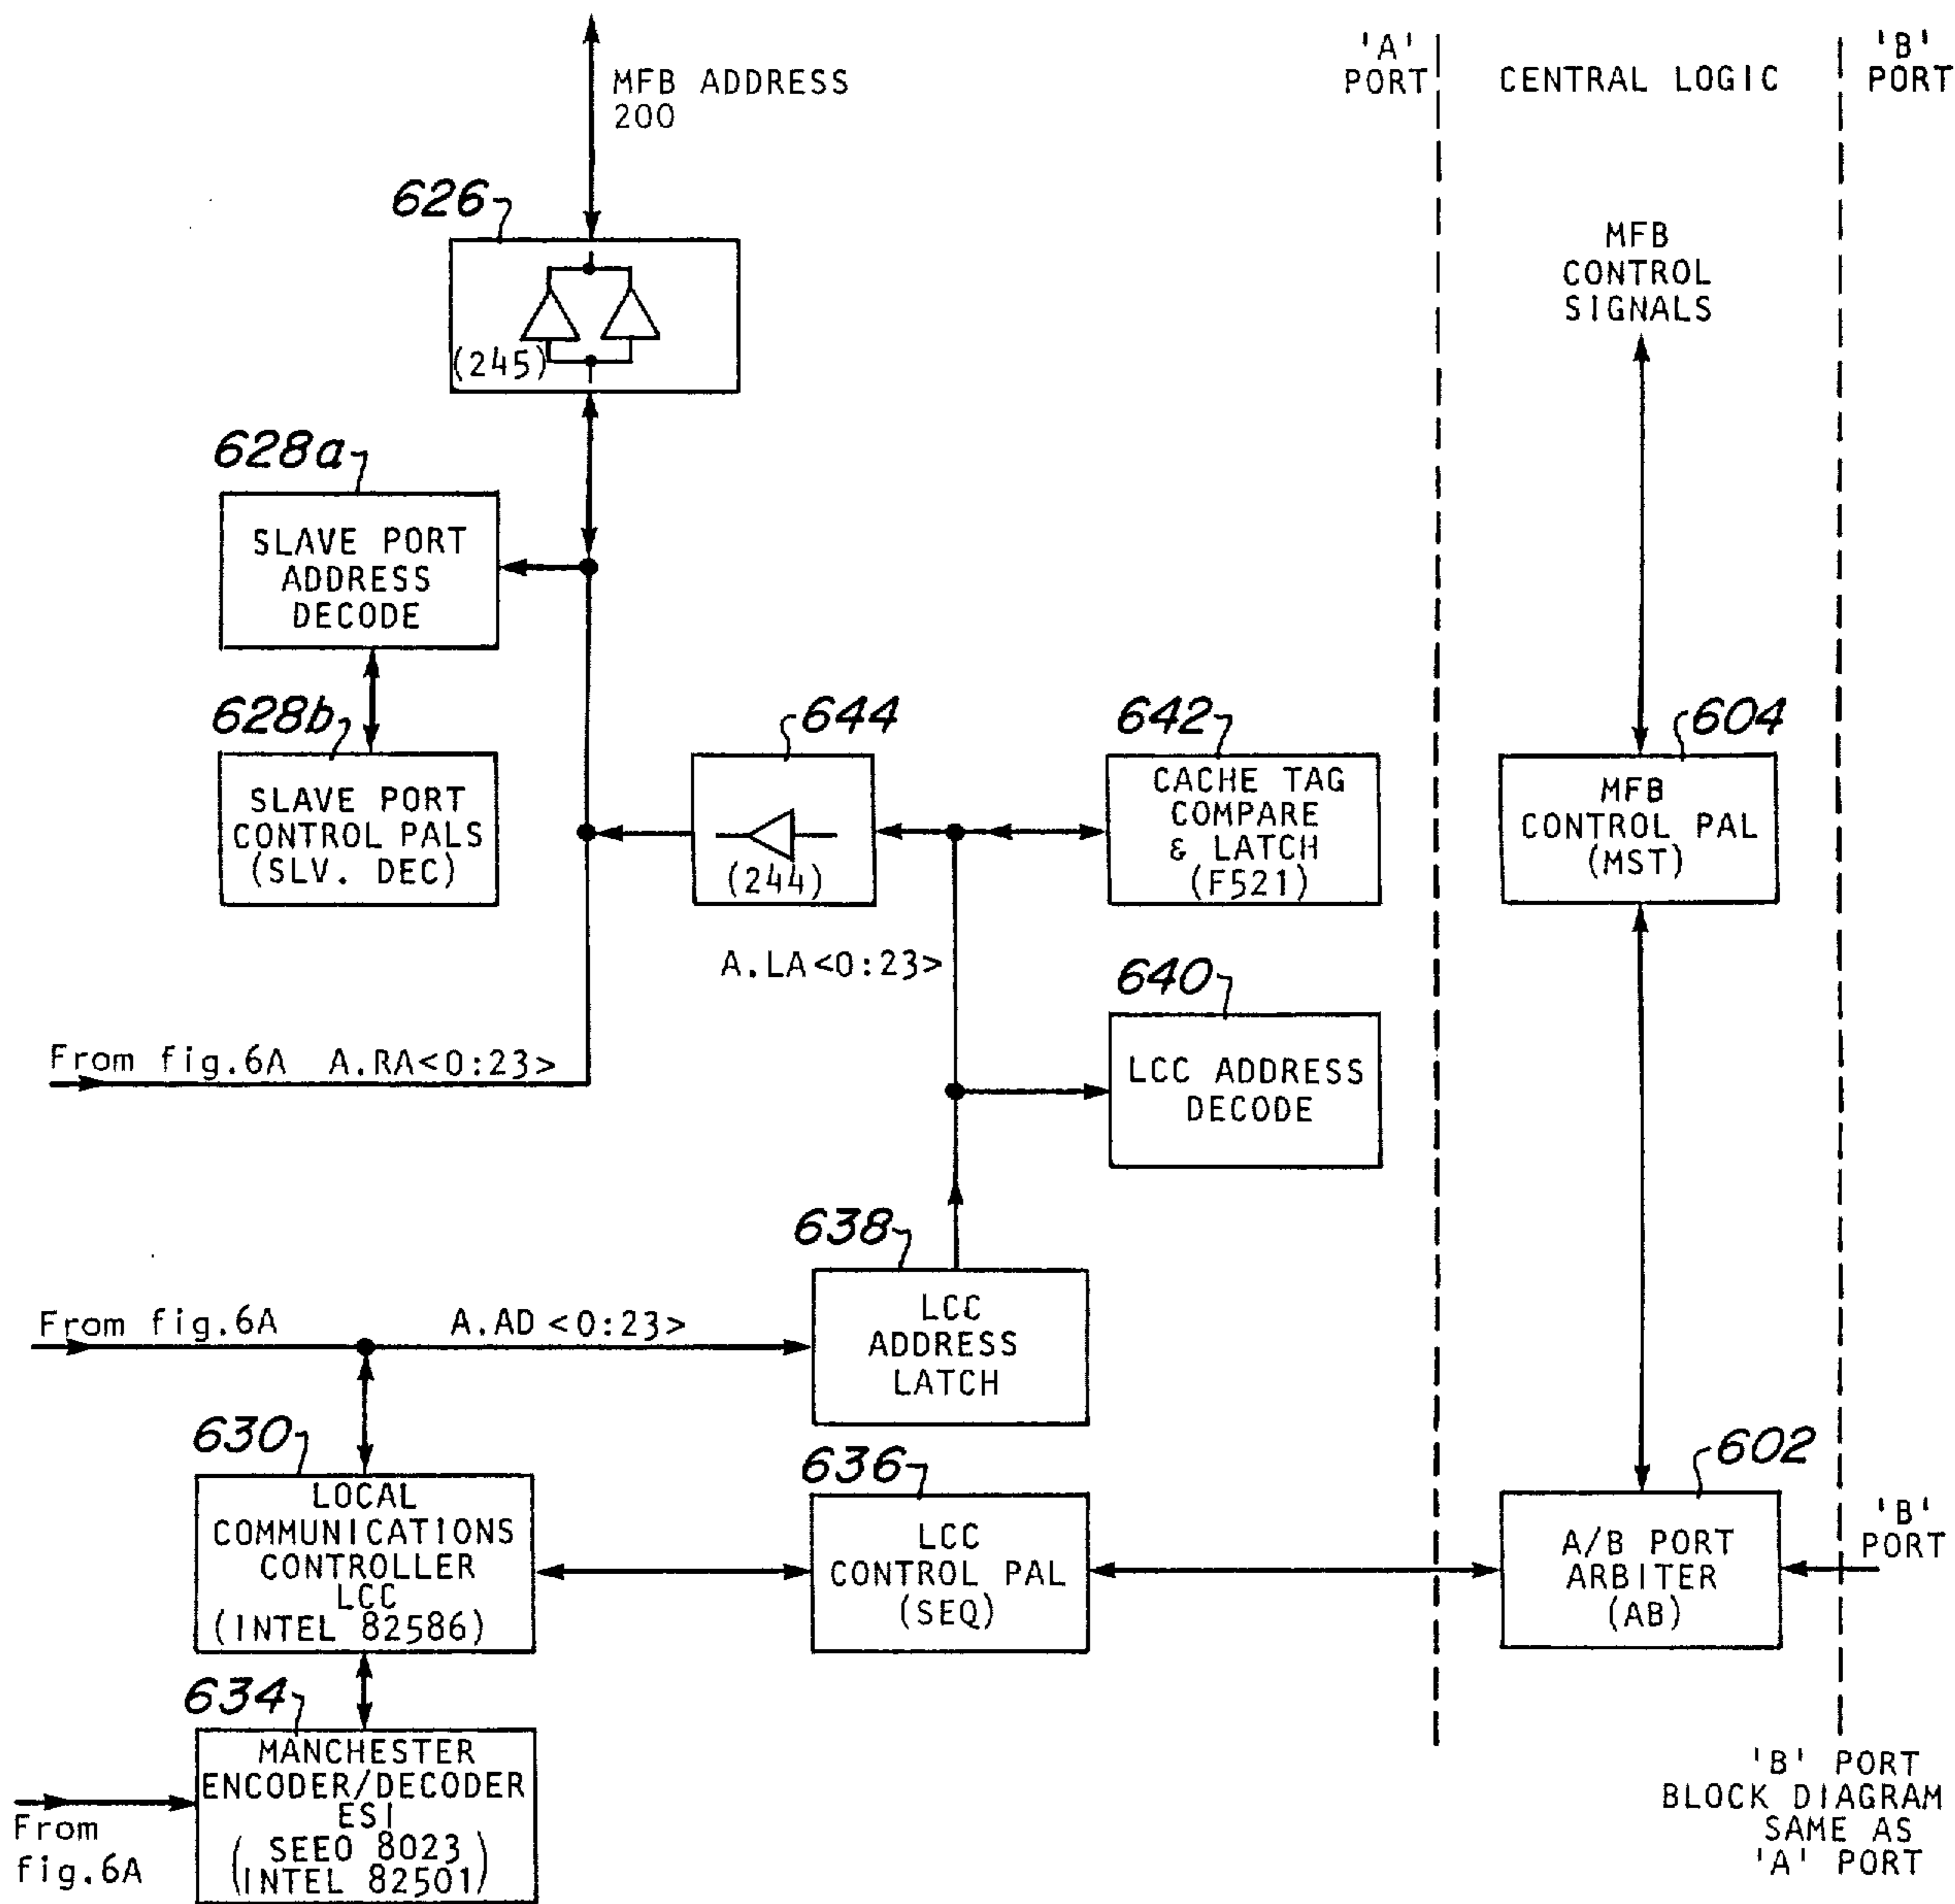 'A'
PORT
CENTRAL LOGIC
'B'
PORT
MFB ADDRESS
200
626
(245)
MFB
CONTROL
SIGNALS
628a
SLAVE PORT
ADDRESS
DECODE
628b
SLAVE PORT
CONTROL PALS
(SLV. DEC)
644
(244)
642
CACHE TAG
COMPARE
& LATCH
(F521)
604
MFB
CONTROL PAL
(MST)
A.LA<0:23>
640
LCC ADDRESS
DECODE
From fig.6A A.RA<0:23>
638
LCC
ADDRESS
LATCH
From fig.6A A.AD<0:23>
630
LOCAL
COMMUNICATIONS
CONTROLLER
LCC
(INTEL 82586)
636
LCC
CONTROL PAL
(SEQ)
602
A/B PORT
ARBITER
(AB)
'B'
PORT
634
MANCHESTER
ENCODER/DECODER
ESI
(SEEO 8023
INTEL 82501)
From
fig.6A
'B' PORT
BLOCK DIAGRAM
SAME AS
'A' PORT